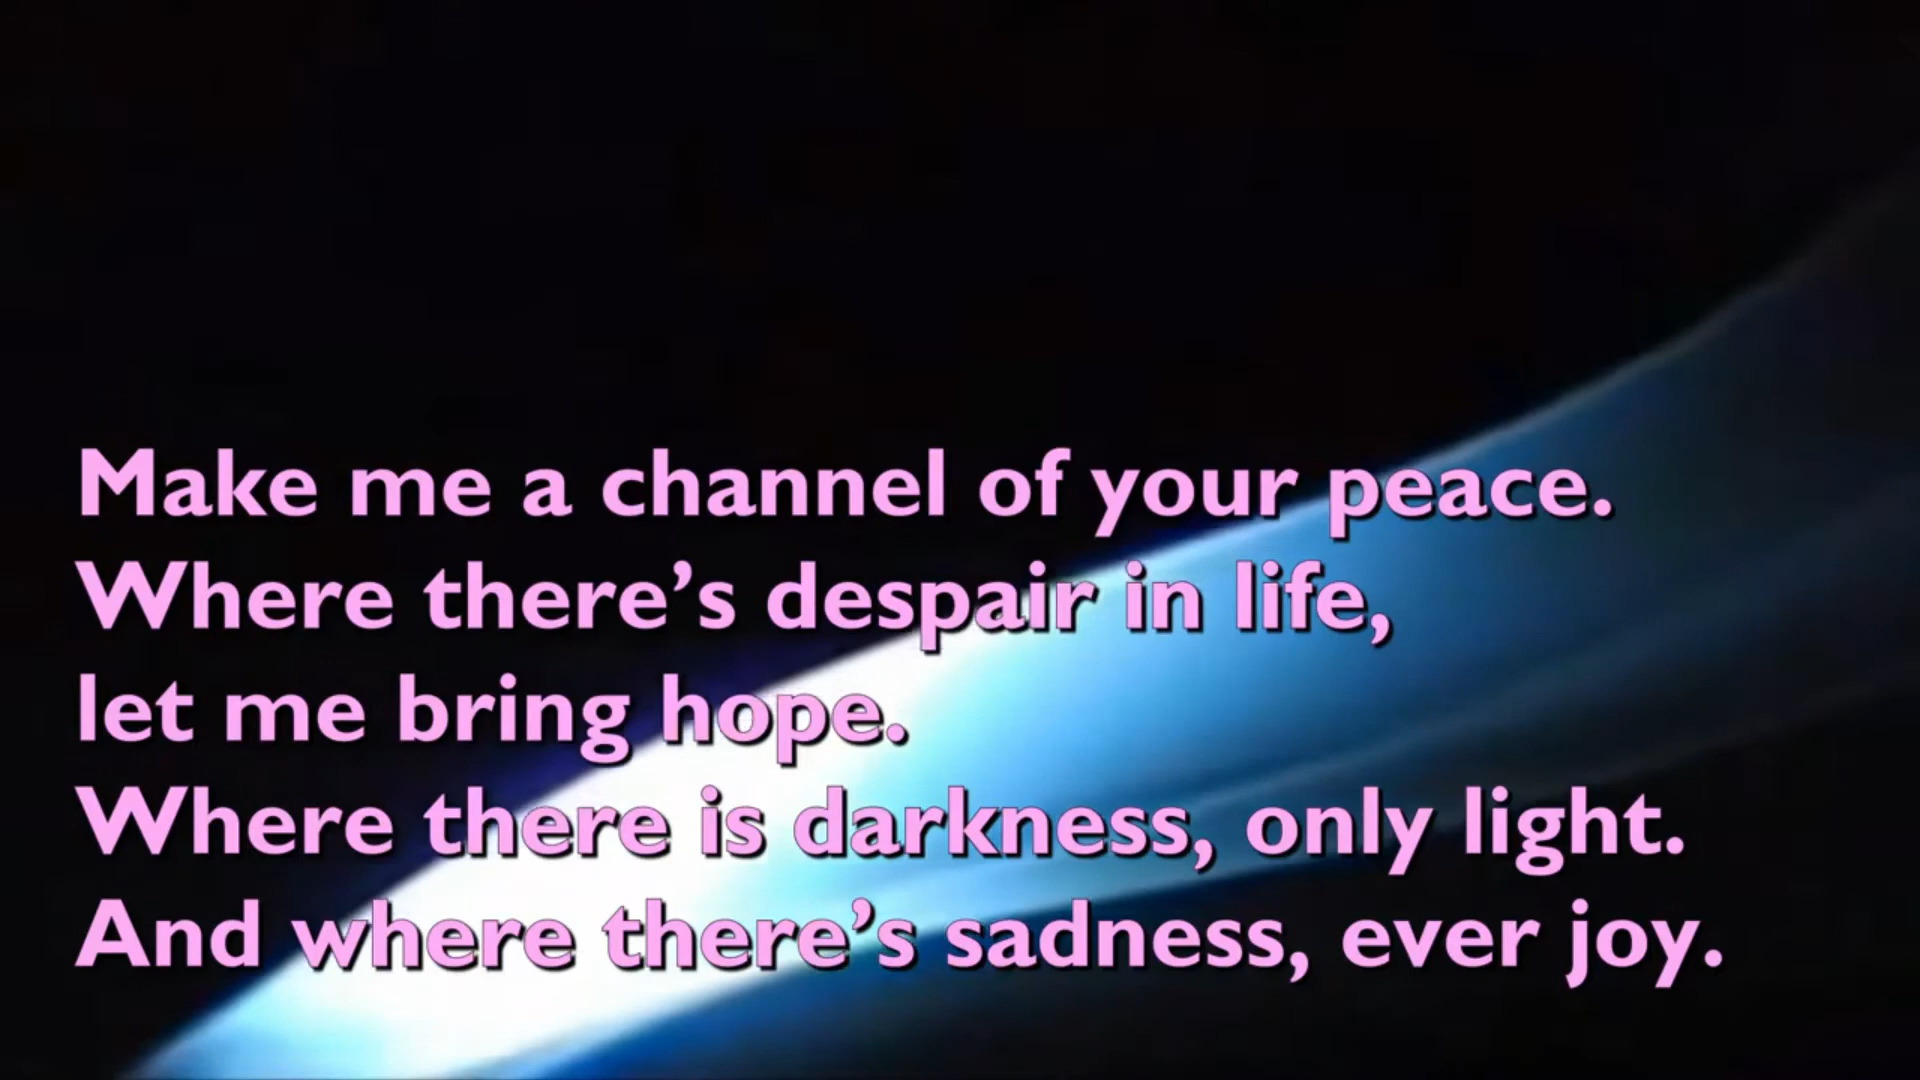 Make me a channel of your peace.
Where there’s despair in life,
let me bring hope.
Where there is darkness, only light.
And where there’s sadness, ever joy.